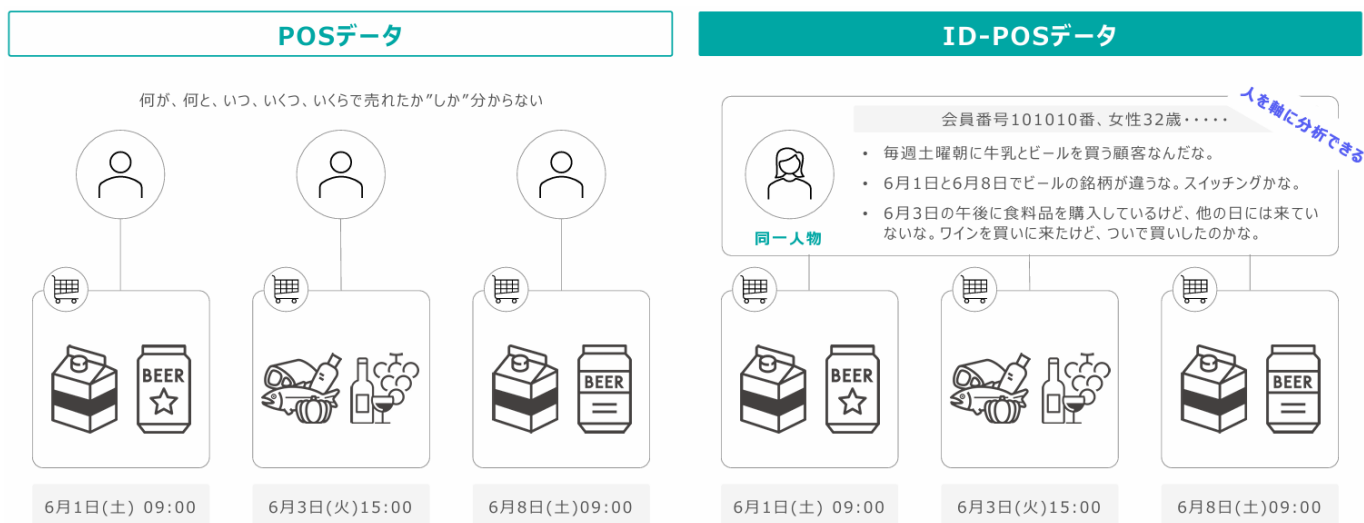 POSデータ
何が、何と、いつ、いくつ、いくらで売れたか”しか”分からない
BEER
BEER
6月1日(土) 09:00
6月3日(火)15:00
6月8日(土)09:00
ID-POSデータ
人を軸に分析できる
会員番号101010番、女性32歳・・・・・
• 毎週土曜朝に牛乳とビールを買う顧客なんだな。
• 6月1日と6月8日でビールの銘柄が違うな。スイッチングかな。
• 6月3日の午後に食料品を購入しているけど、他の日には来てい
ないな。ワインを買いに来たけど、ついで買いしたのかな。
同一人物
BEER
BEER
6月1日(土) 09:00
6月3日(火)15:00
6月8日(土)09:00